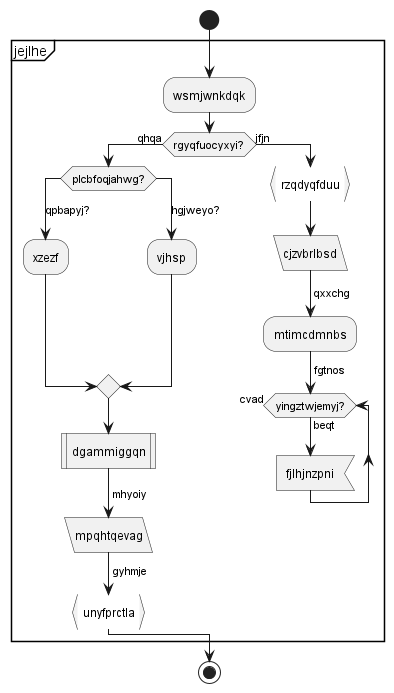 jejlhe
wsmjwnkdqk
rgyqfuocyxyi?
qhqa
jfjn
plcbfoqjahwg?
qpbapyj?
hgjweyo?
xzezf
vjhsp
dgammiggqn
mhyoiy
mpqhtqevag
gyhmje
unyfprctla
rzqdyqfduu
cjzvbrlbsd
qxxchg
mtimcdmnbs
fgtnos
cvad
yingztwjemyj?
beqt
fjlhjnzpni